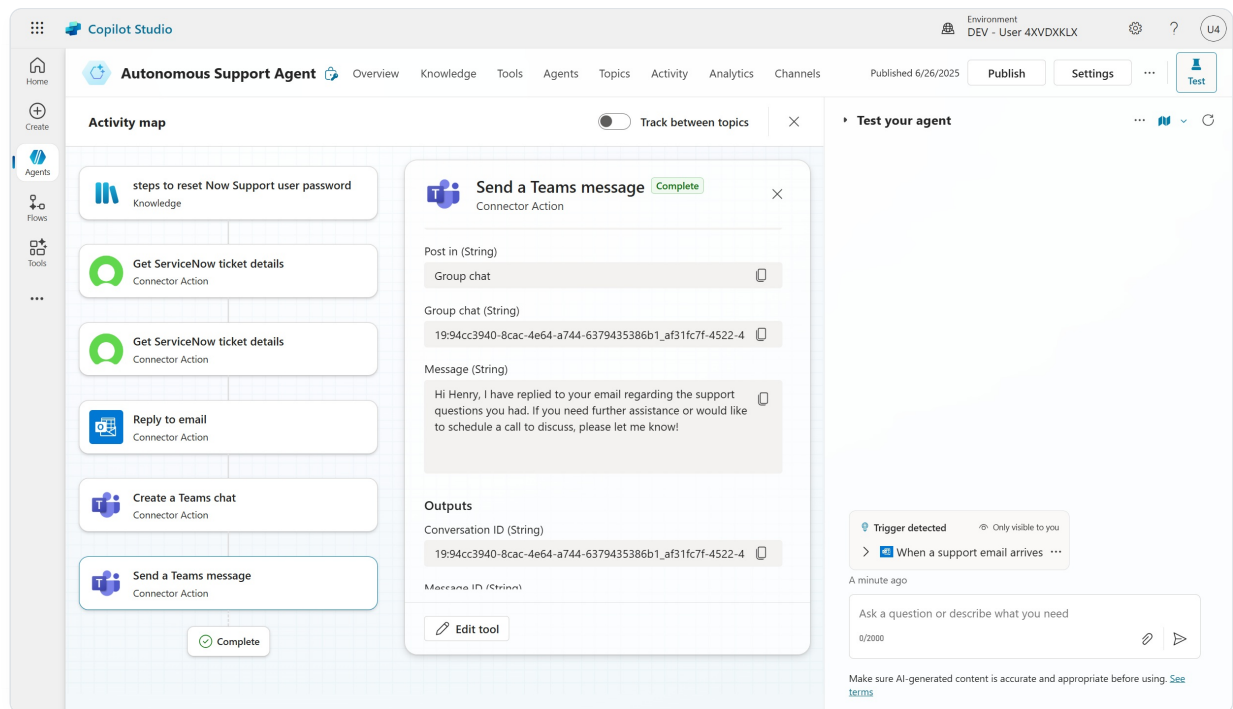 Copilot Studio
Environment
DEV - User 4XVDXKLX
U4
Home
Create
Agents
Flows
Tools
Autonomous Support Agent
Overview
Knowledge
Tools
Agents
Topics
Activity
Analytics
Channels
Published 6/26/2025
Publish
Settings
Test
Activity map
Track between topics
steps to reset Now Support user password
Knowledge
Get ServiceNow ticket details
Connector Action
Get ServiceNow ticket details
Connector Action
Reply to email
Connector Action
Create a Teams chat
Connector Action
Send a Teams message
Connector Action
Complete
Send a Teams message
Complete
Connector Action
Post in (String)
Group chat
Group chat (String)
19:94cc3940-8cac-4e64-a744-6379435386b1_af31fc7f-4522-4
Message (String)
Hi Henry, I have replied to your email regarding the support
questions you had. If you need further assistance or would like
to schedule a call to discuss, please let me know!
Outputs
Conversation ID (String)
19:94cc3940-8cac-4e64-a744-6379435386b1_af31fc7f-4522-4
Message ID (String)
Edit tool
Test your agent
Trigger detected
Only visible to you
When a support email arrives
A minute ago
Ask a question or describe what you need
0/2000
Make sure AI-generated content is accurate and appropriate before using. See
terms